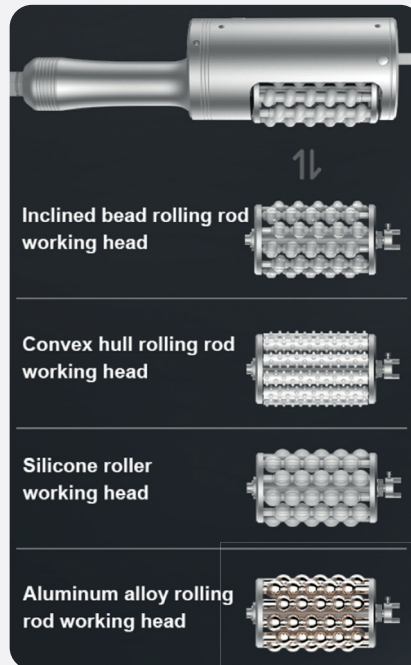 Inclined bead rolling rod
working head
Convex hull rolling rod
working head
Silicone roller
working head
Aluminum alloy rolling
rod working head